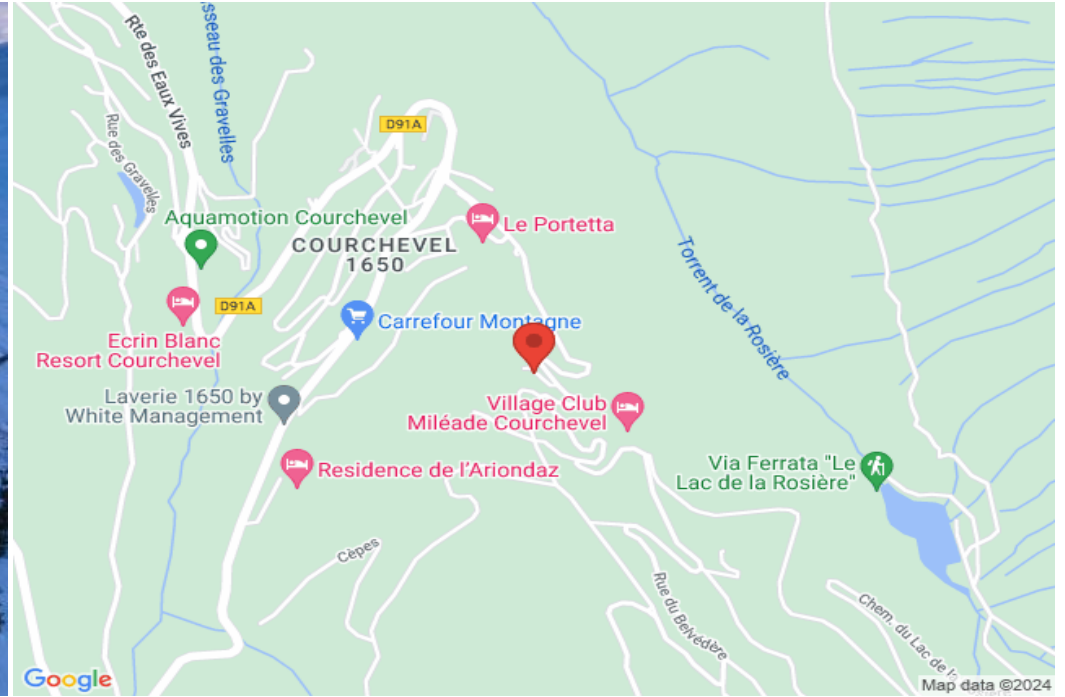 Rte des Eaux Vives
sseau des Gravelles
Rue des Gravelles
D91A
Aquamotion Courchevel
COURCHEVEL
1650
Le Portetta
Torrent de la Rosière
D91A
Ecrin Blanc
Resort Courchevel
Carrefour Montagne
Laverie 1650 by
White Management
Village Club
Miléade Courchevel
Residence de l'Ariondaz
Via Ferrata "Le
Lac de la Rosière"
Cèpes
Rue du Belvédère
Chem. du Lac de la
Google
Map data ©2024